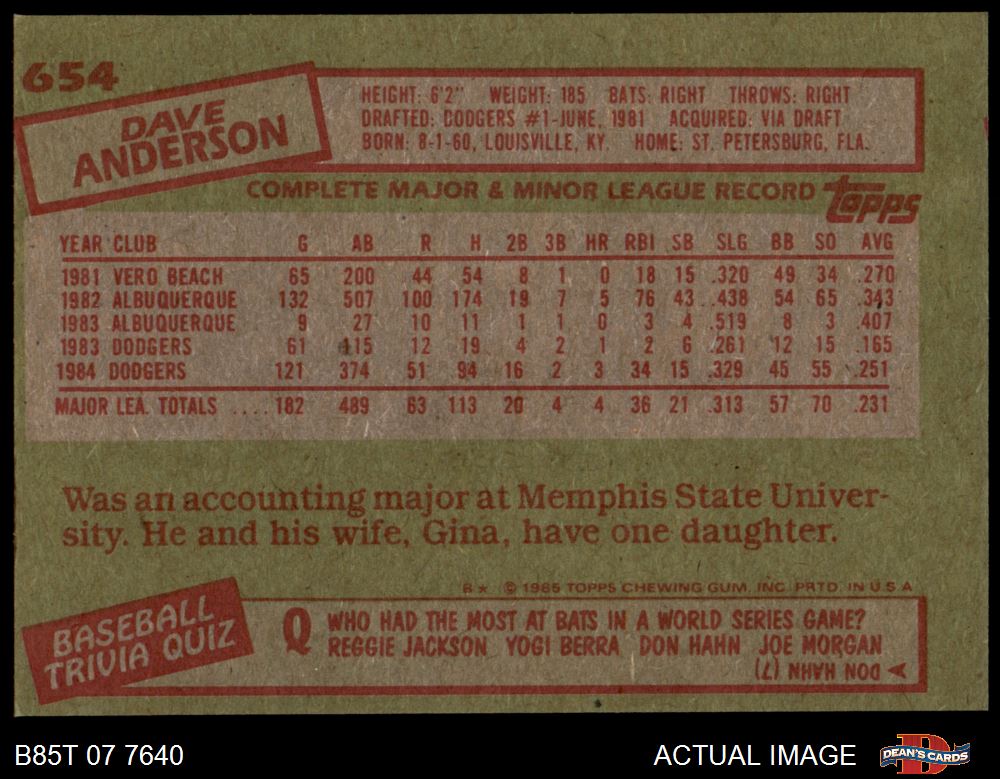 654
DAVE
ANDERSON
HEIGHT: 6'2" WEIGHT: 185 BATS: RIGHT THROWS: RIGHT
DRAFTED: DODGERS #1-JUNE, 1981 ACQUIRED: VIA DRAFT
BORN: 8-1-60, LOUISVILLE, KY. HOME: ST. PETERSBURG, FLA.
COMPLETE MAJOR & MINOR LEAGUE RECORD topps
YEAR CLUB G AB R H 2B 3B HR RBI SB SLG BB SO AVG
1981 VERO BEACH 65 200 44 54 8 1 0 18 15 .320 49 34 .270
1982 ALBUQUERQUE 132 507 100 174 19 7 5 76 43 .438 54 65 .343
1983 ALBUQUERQUE 9 27 10 11 1 1 0 3 4 .519 8 3 .407
1983 DODGERS 61 115 12 19 4 2 1 2 6 .261 12 15 .165
1984 DODGERS 121 374 51 94 16 2 3 34 15 .329 45 55 .251
MAJOR LEA. TOTALS .... 182 489 63 113 20 4 4 36 21 .313 57 70 .231
Was an accounting major at Memphis State Univer-
sity. He and his wife, Gina, have one daughter.
B* © 1985 TOPPS CHEWING GUM, INC. PRTD. IN U.S.A
BASEBALL
TRIVIA QUIZ
Q WHO HAD THE MOST AT BATS IN A WORLD SERIES GAME?
REGGIE JACKSON YOGI BERRA DON HAHN JOE MORGAN
DON HAHN (7)
B85T 07 7640 ACTUAL IMAGE DEAN'S CARDS